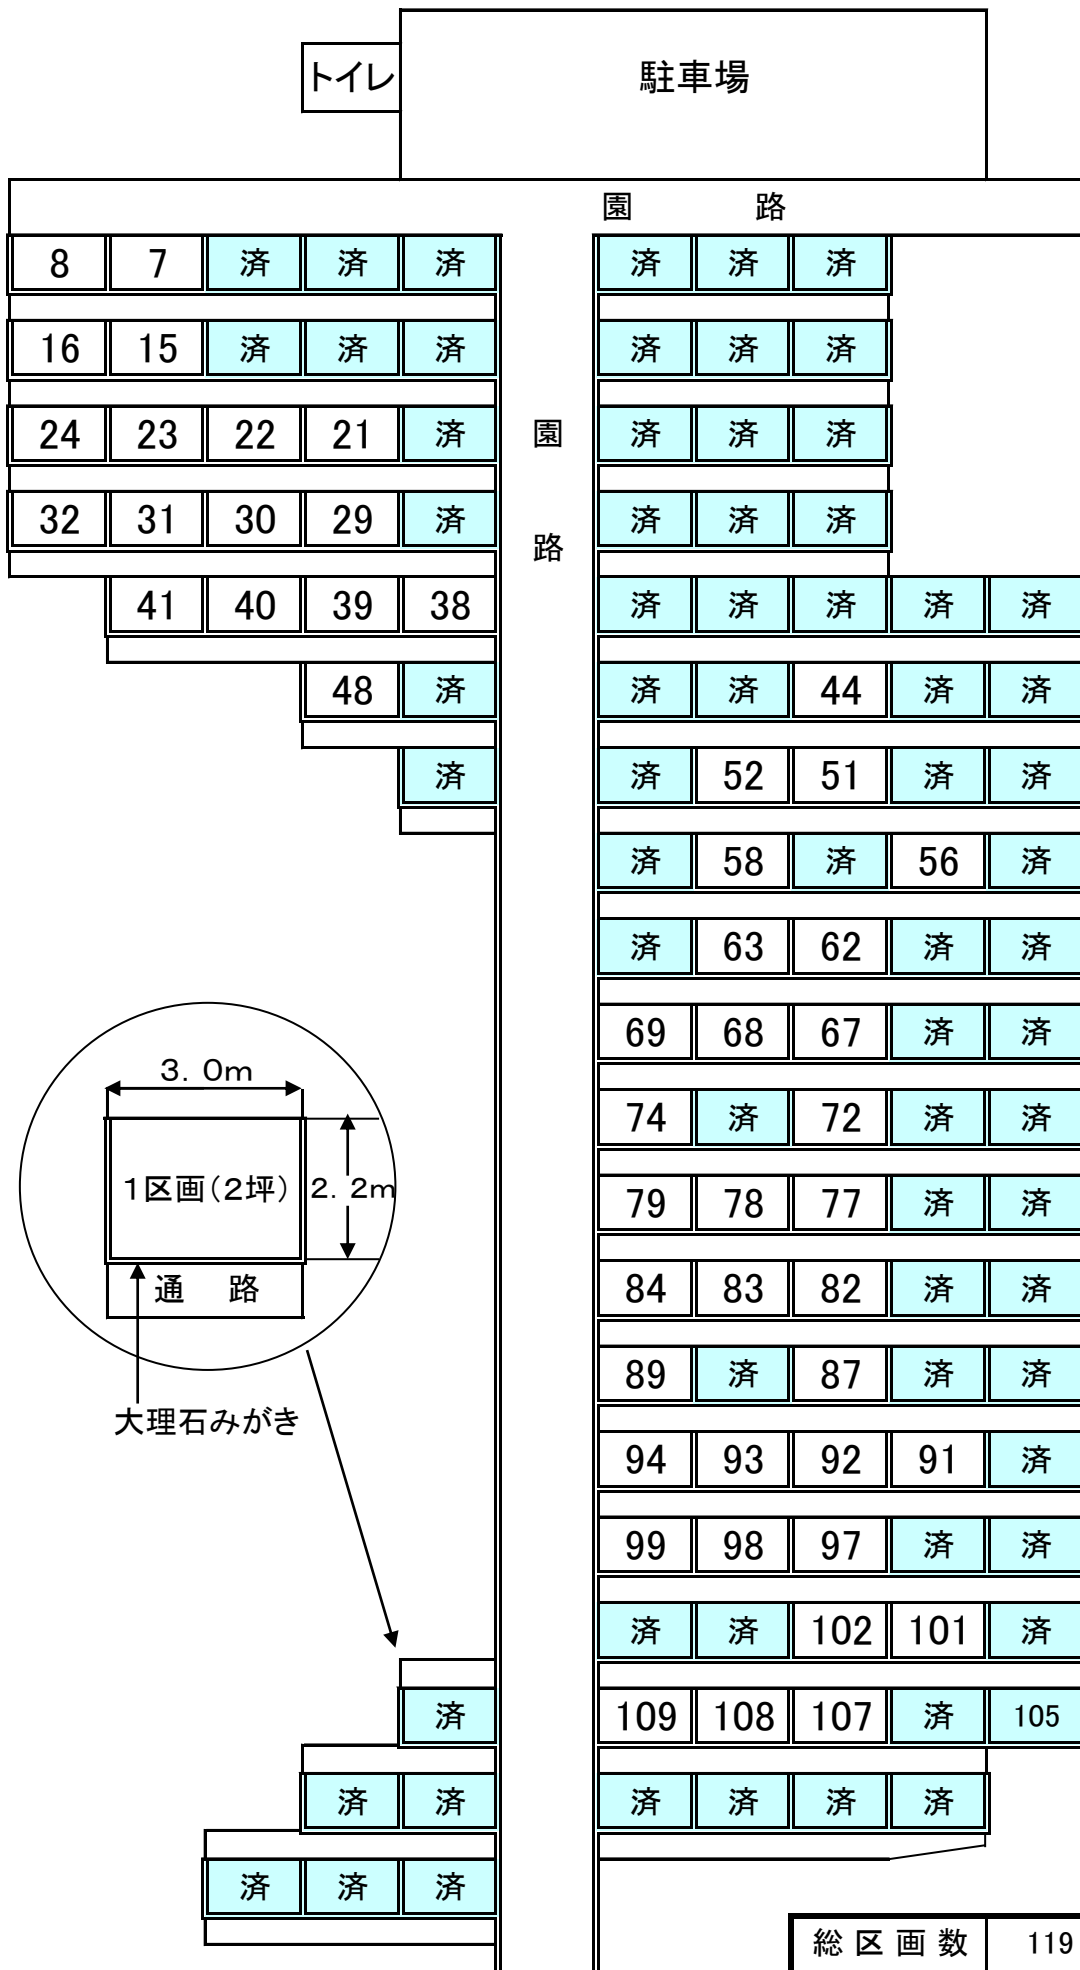 トイレ 駐車場
園 路
8 7 済 済 済 済 済 済
16 15 済 済 済 済 済 済
24 23 22 21 済 園 済 済 済
32 31 30 29 済 路 済 済 済
41 40 39 38 済 済 済 済 済
48 済 済 済 44 済 済
済 済 52 51 済 済
済 58 済 56 済
済 63 62 済 済
69 68 67 済 済
3.0m
74 済 72 済 済
1区画(2坪) 2.2m
79 78 77 済 済
通 路
84 83 82 済 済
89 済 87 済 済
大理石みがき
94 93 92 91 済
99 98 97 済 済
済 済 102 101 済
済 109 108 107 済 105
済 済 済 済 済 済
済 済 済
総区画数 119